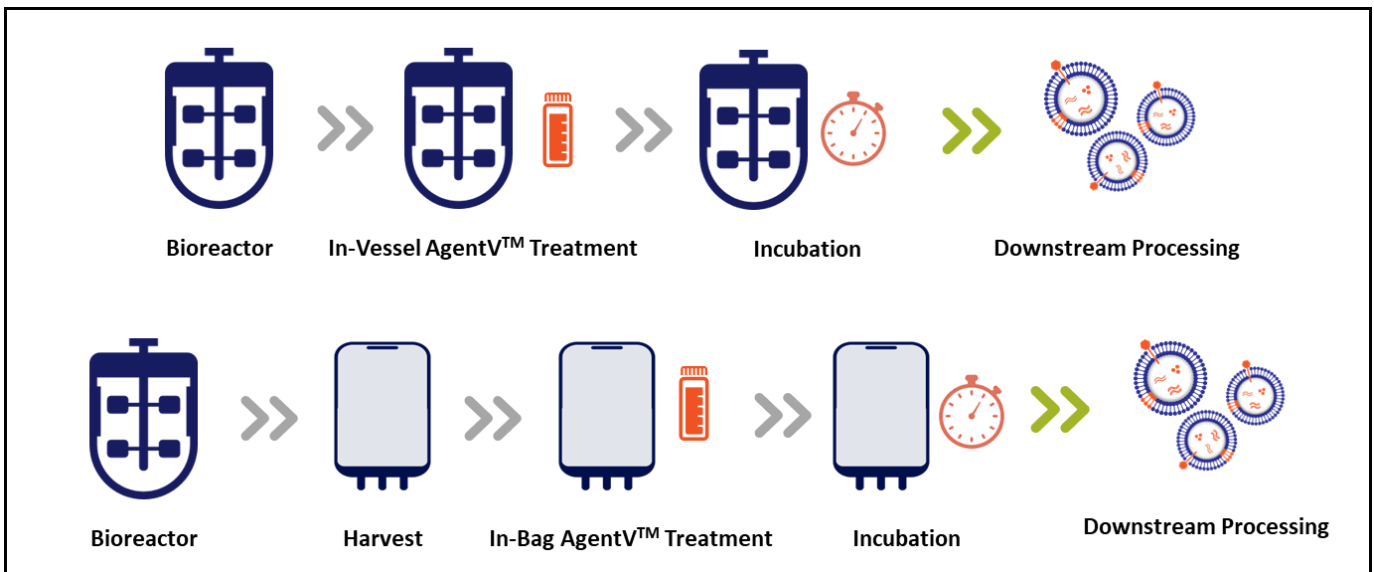 Bioreactor
In-Vessel AgentV™ Treatment
Incubation
Downstream Processing
Bioreactor
Harvest
In-Bag AgentV™ Treatment
Incubation
Downstream Processing